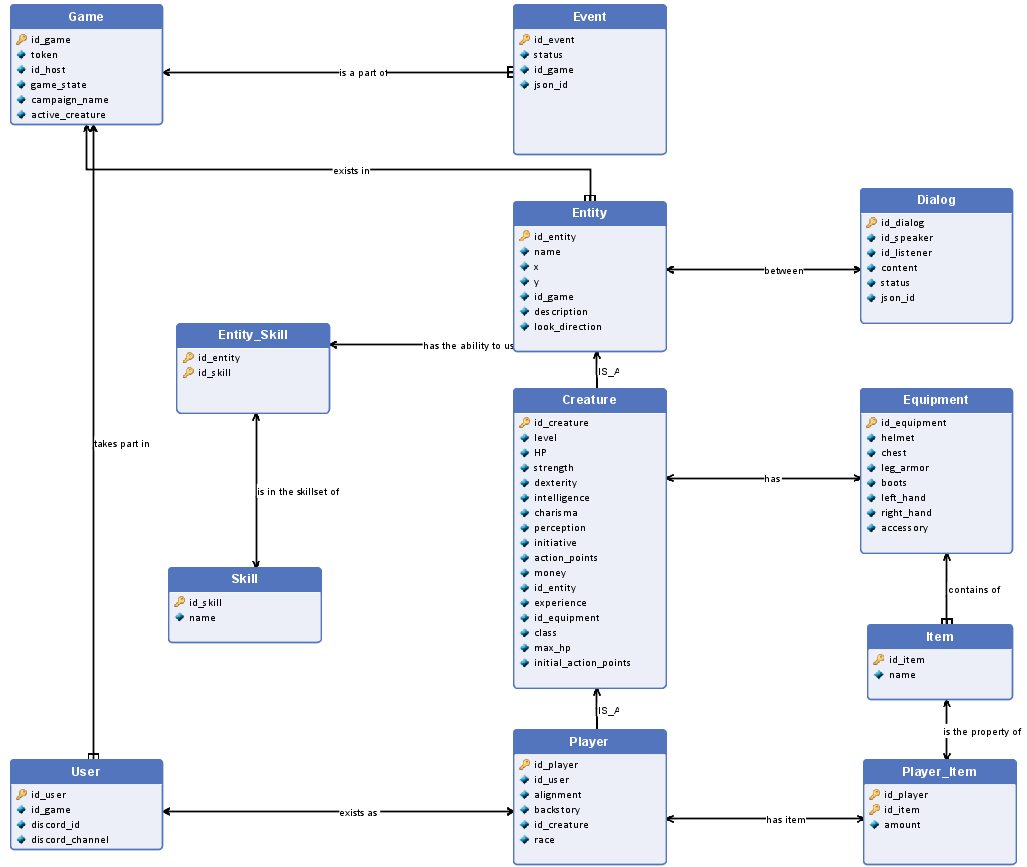 Game
id_game
token
id_host
game_state
campaign_name
active_creature
Event
id_event
status
id_game
json_id
is a part of
exists in
Entity
id_entity
name
x
y
id_game
description
look_direction
Dialog
id_dialog
id_speaker
id_listener
content
status
json_id
between
Entity_Skill
id_entity
id_skill
has the ability to us
IS_A
Creature
id_creature
level
HP
strength
dexterity
intelligence
charisma
perception
initiative
action_points
money
id_entity
experience
id_equipment
class
max_hp
initial_action_points
Equipment
id_equipment
helmet
chest
leg_armor
boots
left_hand
right_hand
accessory
has
takes part in
is in the skillset of
Skill
id_skill
name
contains of
Item
id_item
name
IS_A
is the property of
User
id_user
id_game
discord_id
discord_channel
exists as
Player
id_player
id_user
alignment
backstory
id_creature
race
has item
Player_Item
id_player
id_item
amount